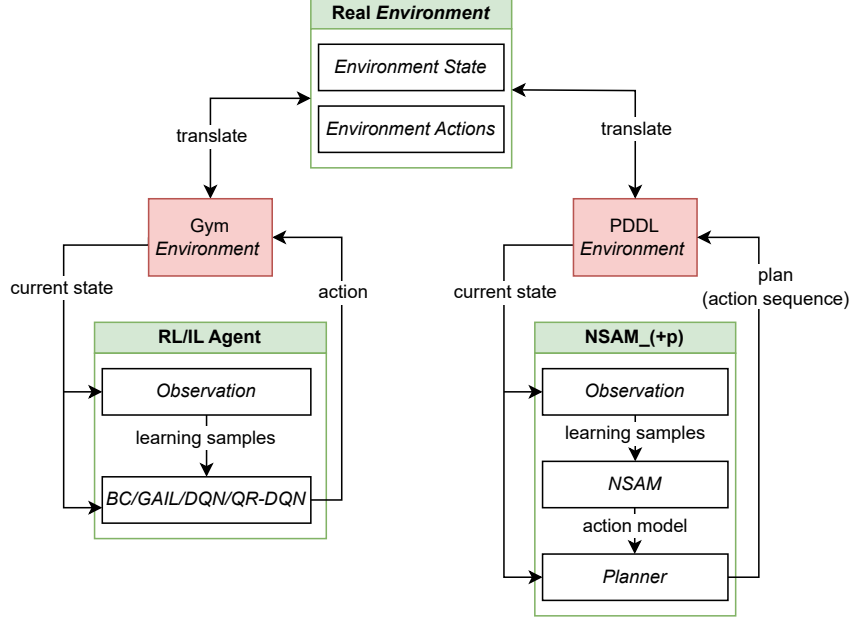 Real Environment
Environment State
Environment Actions
translate
translate
Gym
Environment
PDDL
Environment
current state
action
current state
plan
(action sequence)
RL/IL Agent
Observation
learning samples
BC/GAIL/DQN/QR-DQN
NSAM_(+p)
Observation
learning samples
NSAM
action model
Planner